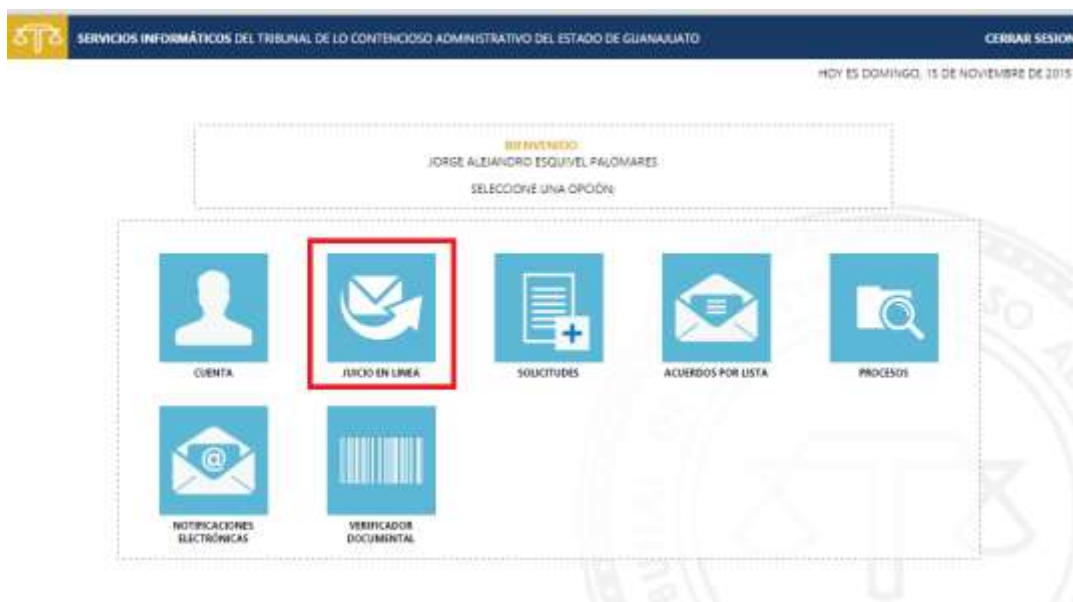 SERVICIOS INFORMÁTICOS DEL TRIBUNAL DE LO CONTENCIOSO ADMINISTRATIVO DEL ESTADO DE GUANAJUATO
CERRAR SESION
HOY ES DOMINGO, 15 DE NOVIEMBRE DE 2015
BIENVENIDO
JORGE ALEJANDRO ESQUIVEL PALOMARES
SELECCIONE UNA OPCIÓN:
CUENTA
JUICIO EN LINEA
SOLICITUDES
ACUERDOS POR LISTA
PROCESOS
NOTIFICACIONES
ELECTRÓNICAS
VERIFICADOR
DOCUMENTAL